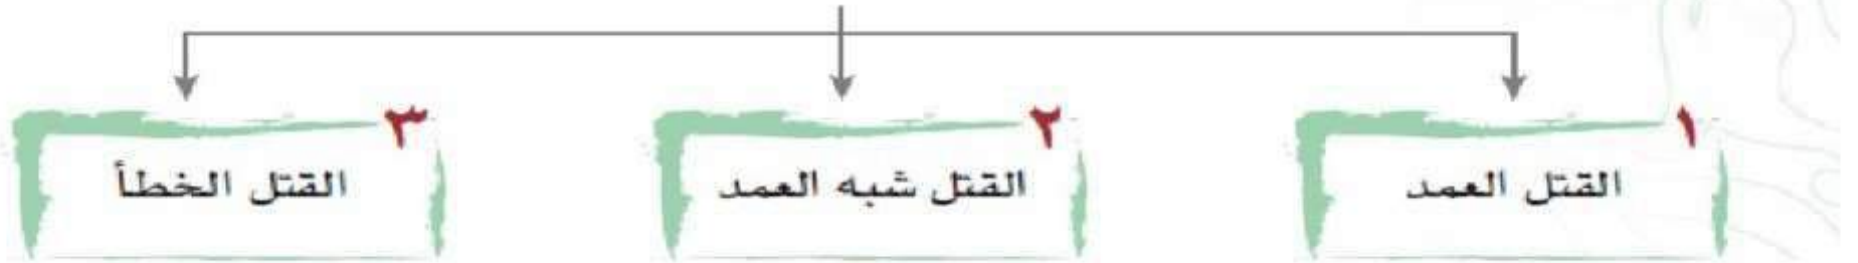 ١
القتل العمد
٢
القتل شبه العمد
٣
القتل الخطأ